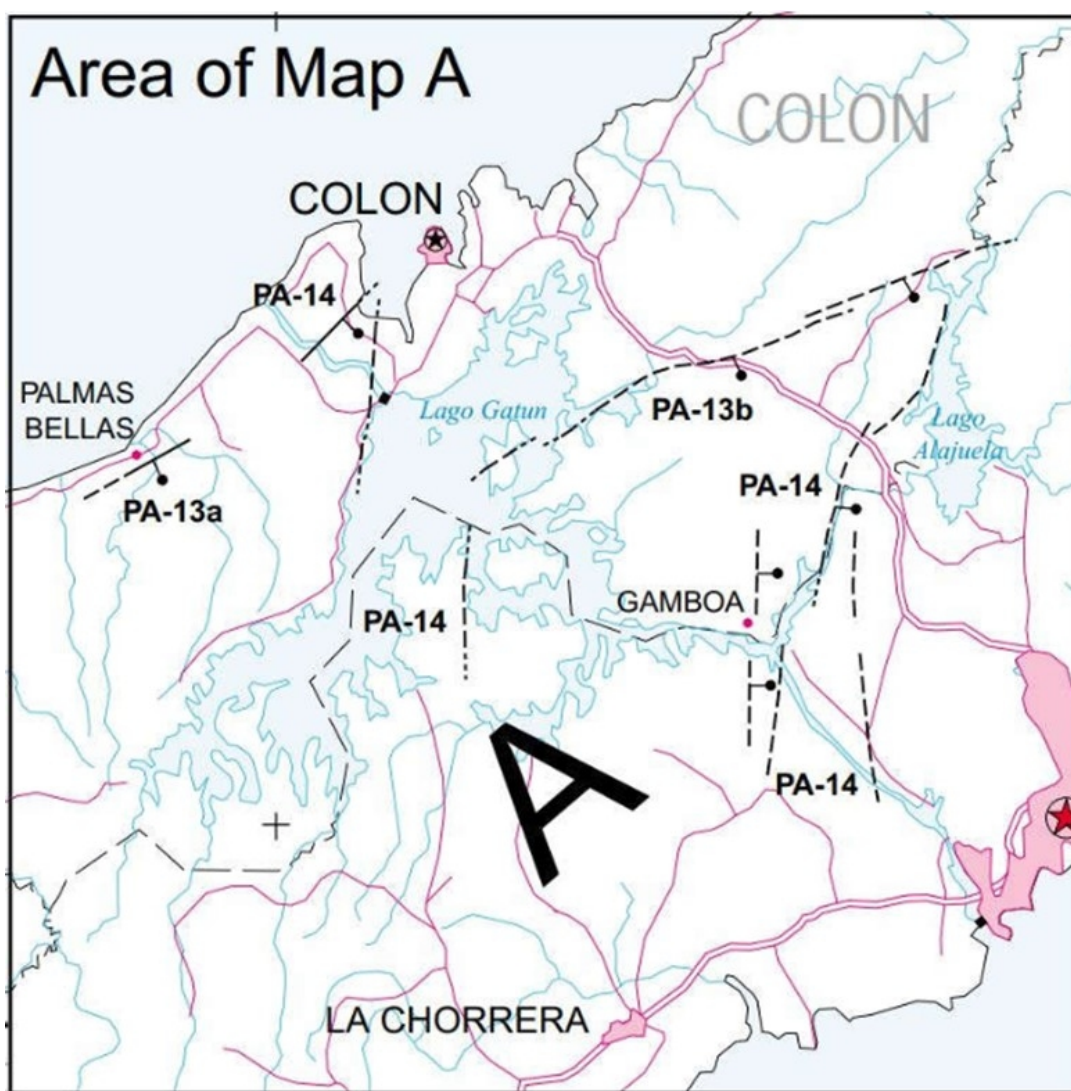 Area of Map A
COLON
COLON
PA-14
PALMAS
BELLAS
Lago Gatun
PA-13b
Lago
Alajuela
PA-14
PA-13a
GAMBOA
PA-14
A
PA-14
LA CHORRERA